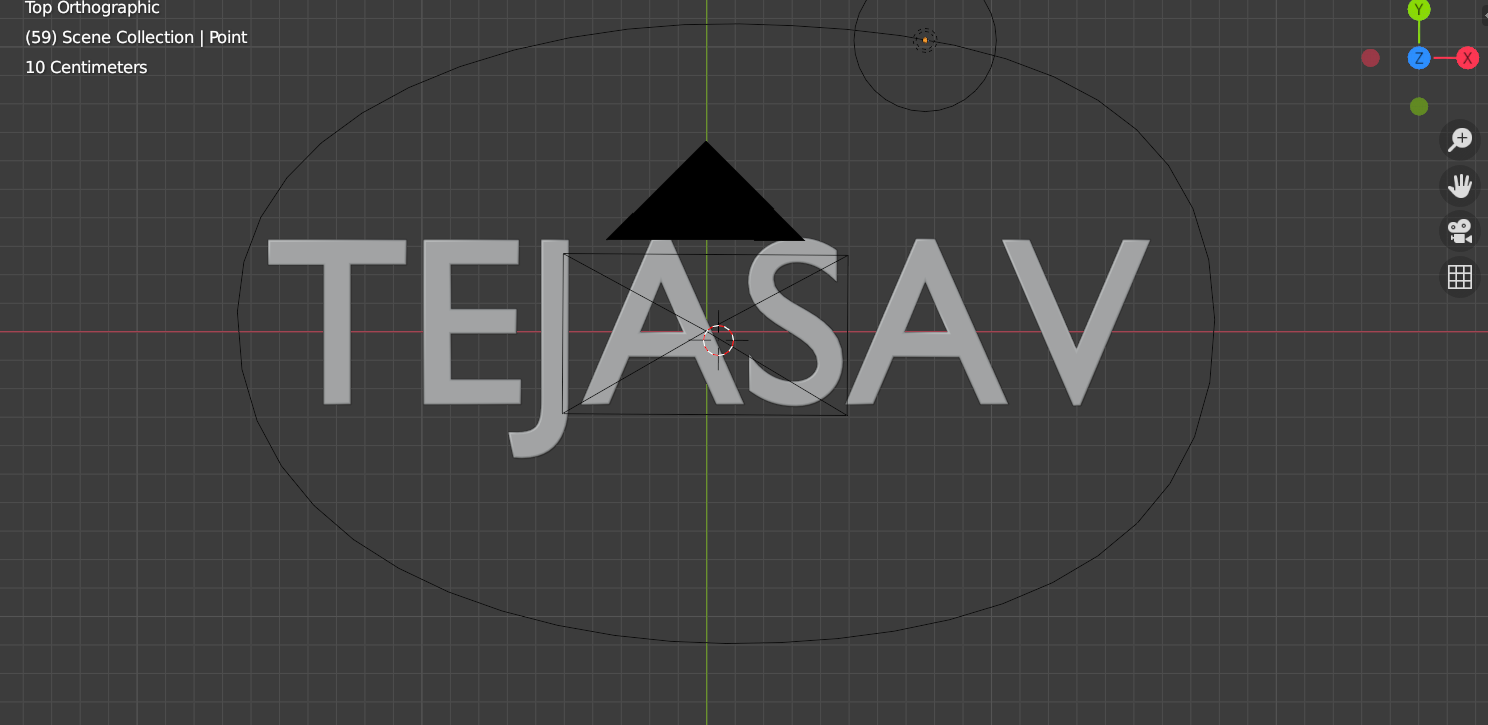 Top Orthographic
(59) Scene Collection | Point
10 Centimeters
Y
Z
X
TEJASAV